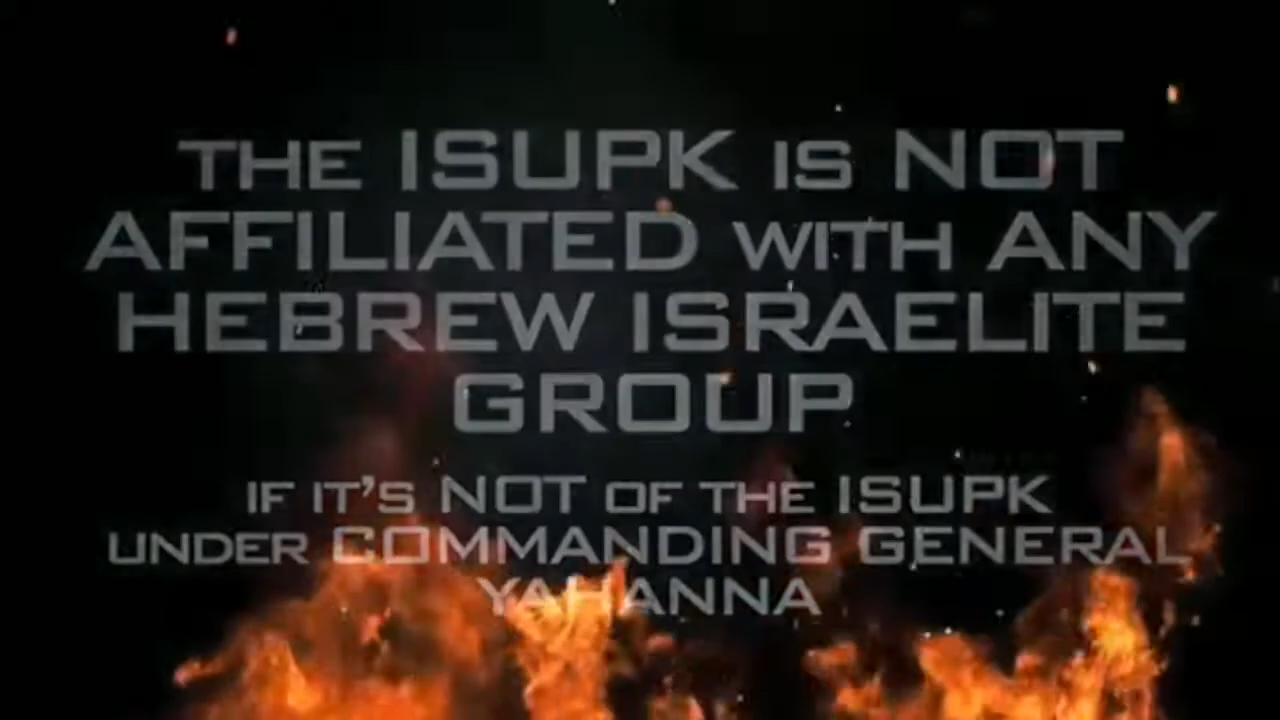 THE ISUPK IS NOT
AFFILIATED WITH ANY
HEBREW ISRAELITE
GROUP
IF IT'S NOT OF THE ISUPK
UNDER COMMANDING GENERAL
YAHANNA